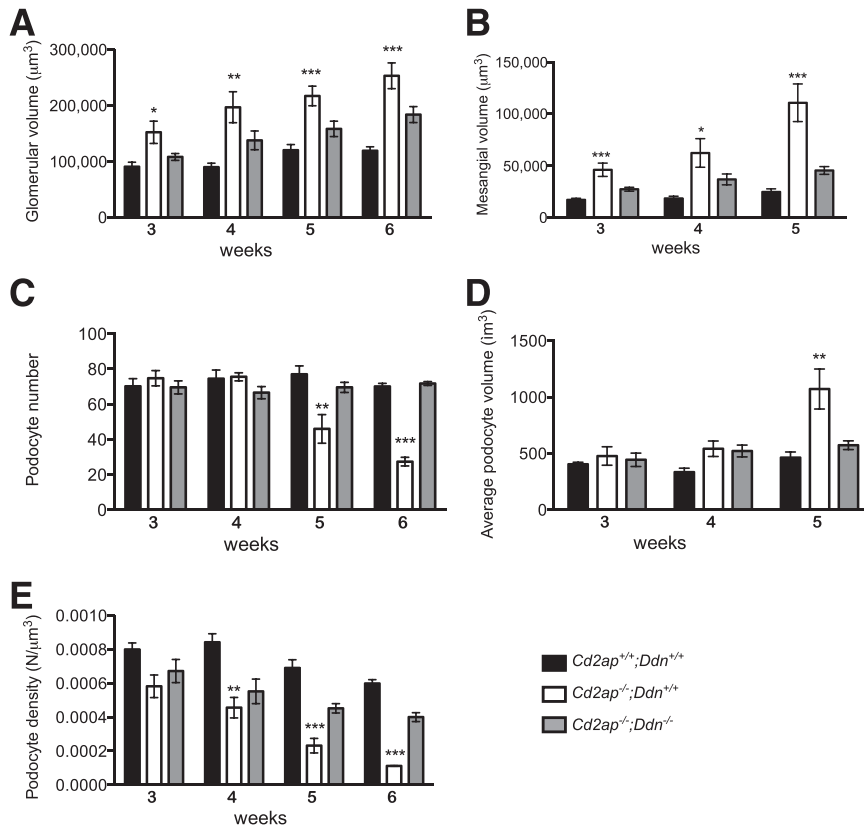 A
Glomerular volume (μm³)
300,000
200,000
100,000
0
*
**
***
***
3 4 5 6
weeks
B
Mesangial volume (μm³)
150,000
100,000
50,000
0
***
*
***
3 4 5
weeks
C
Podocyte number
100
80
60
40
20
0
**
***
3 4 5 6
weeks
D
Average podocyte volume (im³)
1500
1000
500
0
**
3 4 5
weeks
E
Podocyte density (N/μm³)
0.0010
0.0008
0.0006
0.0004
0.0002
0.0000
**
***
***
3 4 5 6
weeks
Cd2ap+/+;Ddn+/+
Cd2ap-/-;Ddn+/+
Cd2ap-/-;Ddn-/-